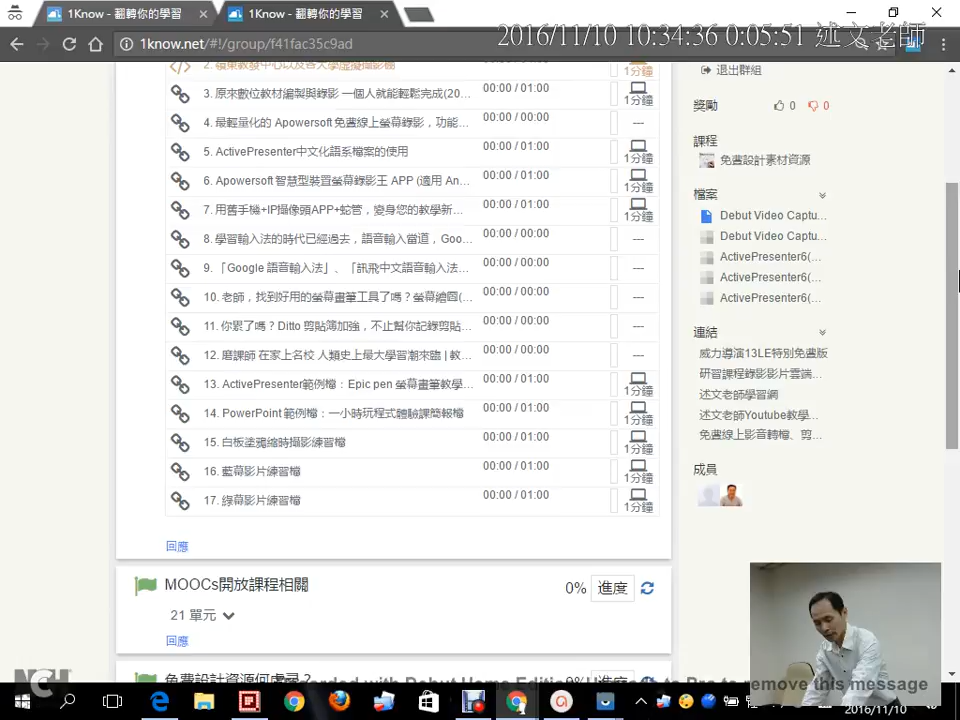 1Know - 翻轉你的學習
1Know - 翻轉你的學習
1know.net/#!/group/f41fac35c9ad
2016/11/10 10:34:36 0:05:51 述文老師
1分鐘
3. 原來數位教材編製與錄影 一個人就能輕鬆完成(20...
00:00 / 01:00
1分鐘
4. 最輕量化的 Apowersoft 免費線上螢幕錄影，功能...
00:00 / 00:00
---
5. ActivePresenter中文化語系檔案的使用
00:00 / 01:00
1分鐘
6. Apowersoft 智慧型裝置螢幕錄影王 APP (適用 An...
00:00 / 01:00
1分鐘
7. 用舊手機+IP攝像頭APP+蛇管，變身您的教學新...
00:00 / 01:00
1分鐘
8. 學習輸入法的時代已經過去，語音輸入當道，Goo...
00:00 / 00:00
---
9. 「Google 語音輸入法」、「訊飛中文語音輸入法...
00:00 / 00:00
---
10. 老師，找到好用的螢幕畫筆工具了嗎？螢幕繪圖(...
00:00 / 00:00
---
11. 你累了嗎？Ditto 剪貼簿加強，不止幫你記錄剪貼...
00:00 / 00:00
---
12. 磨課師 在家上名校 人類史上最大學習潮來臨 | 教...
00:00 / 00:00
---
13. ActivePresenter範例檔：Epic pen 螢幕畫筆教學...
00:00 / 01:00
1分鐘
14. PowerPoint 範例檔：一小時玩程式體驗課簡報檔
00:00 / 01:00
1分鐘
15. 白板塗鴉縮時攝影練習檔
00:00 / 01:00
1分鐘
16. 藍幕影片練習檔
00:00 / 01:00
1分鐘
17. 綠幕影片練習檔
00:00 / 01:00
1分鐘
回應
MOOCs開放課程相關
0% 進度
21 單元
回應
免費設計資源何處尋？
0% 進度
退出群組
獎勵
0 0
課程
免費設計素材資源
檔案
Debut Video Captu...
Debut Video Captu...
ActivePresenter6(...
ActivePresenter6(...
ActivePresenter6(...
連結
威力導演13LE特別免費版
研習課程錄影影片雲端...
述文老師學習網
述文老師Youtube教學...
免費線上影音轉檔、剪...
成員
NCH
Recorded with Debut Home Edition. to Pro to remove this message
2016/11/10